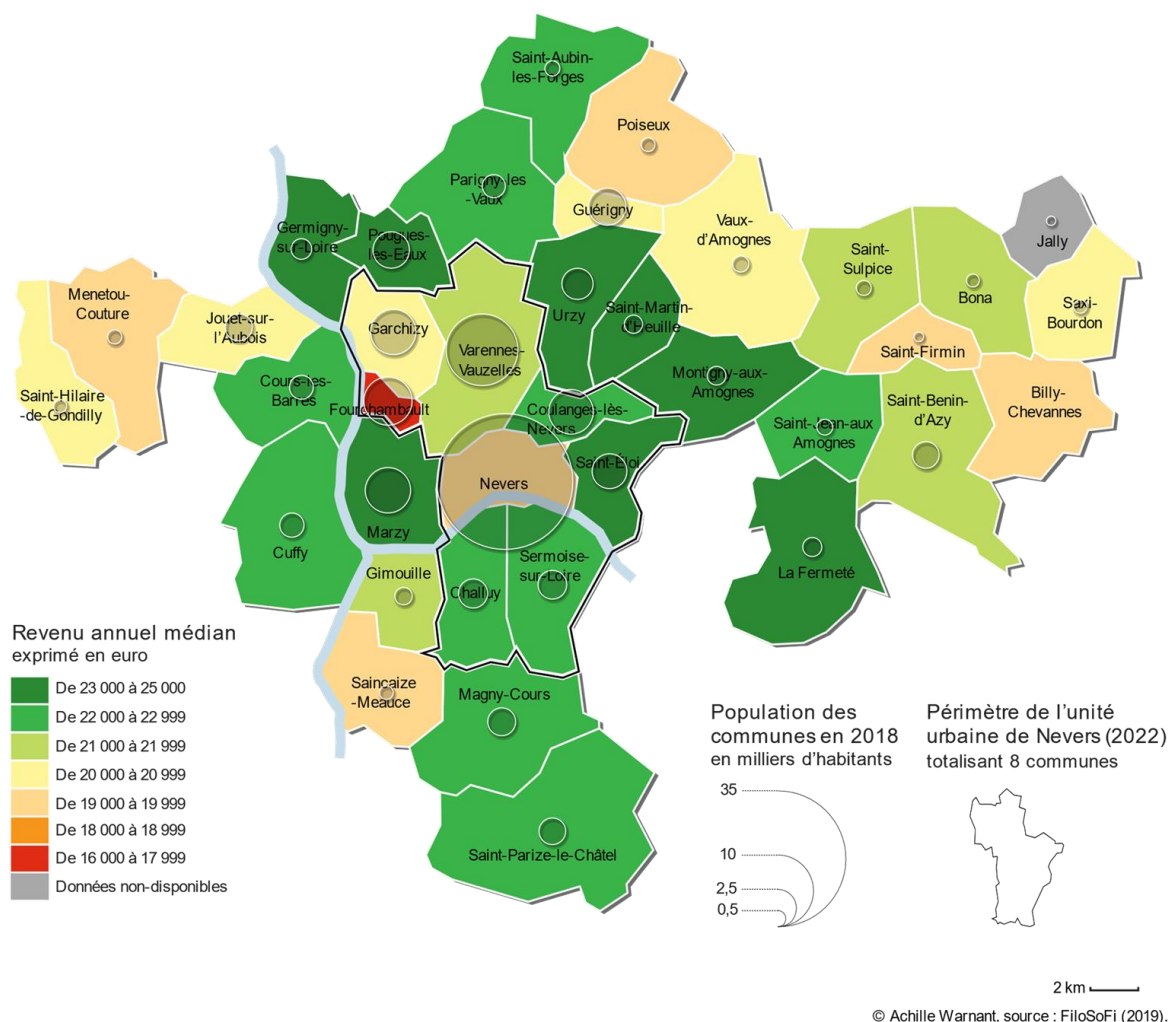 Saint-Aubin-
les-Forges
Poiseux
Parigny-les
-Vaux
Guérigny
Vaux-
d'Amognes
Germigny-
sur-Loire
Pougues-
les-Eaux
Jally
Saint-
Sulpice
Bona
Saxi-
Bourdon
Menetou-
Couture
Jouet-sur-
l'Aubois
Garchizy
Urzy
Saint-Martin-
d'Heuille
Varennes-
Vauzelles
Saint-Firmin
Montigny-aux-
Amognes
Cours-les-
Barres
Billy-
Chevannes
Saint-Hilaire
-de-Gondilly
Fourchambault
Coulanges-lès-
Nevers
Saint-Benin-
d'Azy
Saint-Jean-aux
Amognes
Saint-Éloi
Nevers
Marzy
Cuffy
Sermoise-
sur-Loire
Gimouille
Challuy
La Fermeté
Saincaize
-Meauce
Magny-Cours
Saint-Parize-le-Châtel
Revenu annuel médian
exprimé en euro
De 23 000 à 25 000
De 22 000 à 22 999
De 21 000 à 21 999
De 20 000 à 20 999
De 19 000 à 19 999
De 18 000 à 18 999
De 16 000 à 17 999
Données non-disponibles
Population des
communes en 2018
en milliers d'habitants
35
10
2,5
0,5
Périmètre de l'unité
urbaine de Nevers (2022)
totalisant 8 communes
2 km
© Achille Warnant. source : FiloSoFi (2019).